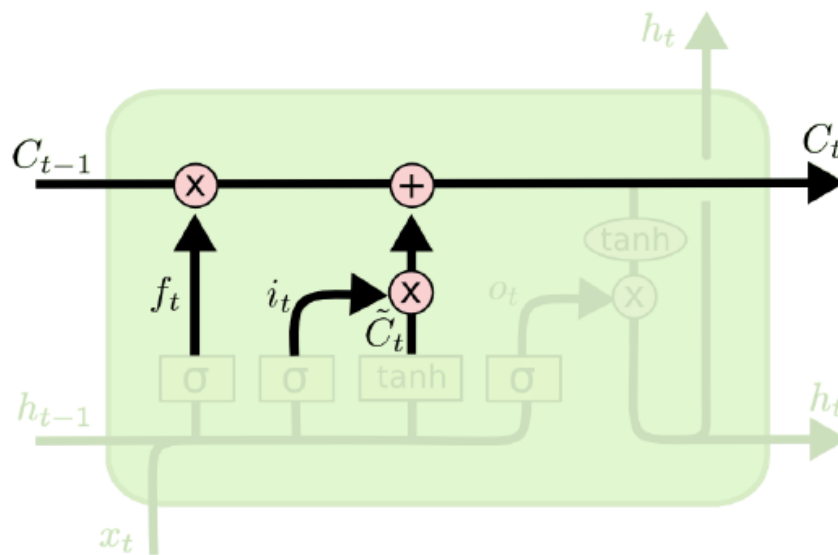 h_t
C_{t-1} C_t
x +
tanh
f_t i_t x o_t x
C̃_t
σ σ tanh σ
h_{t-1} h_t
x_t